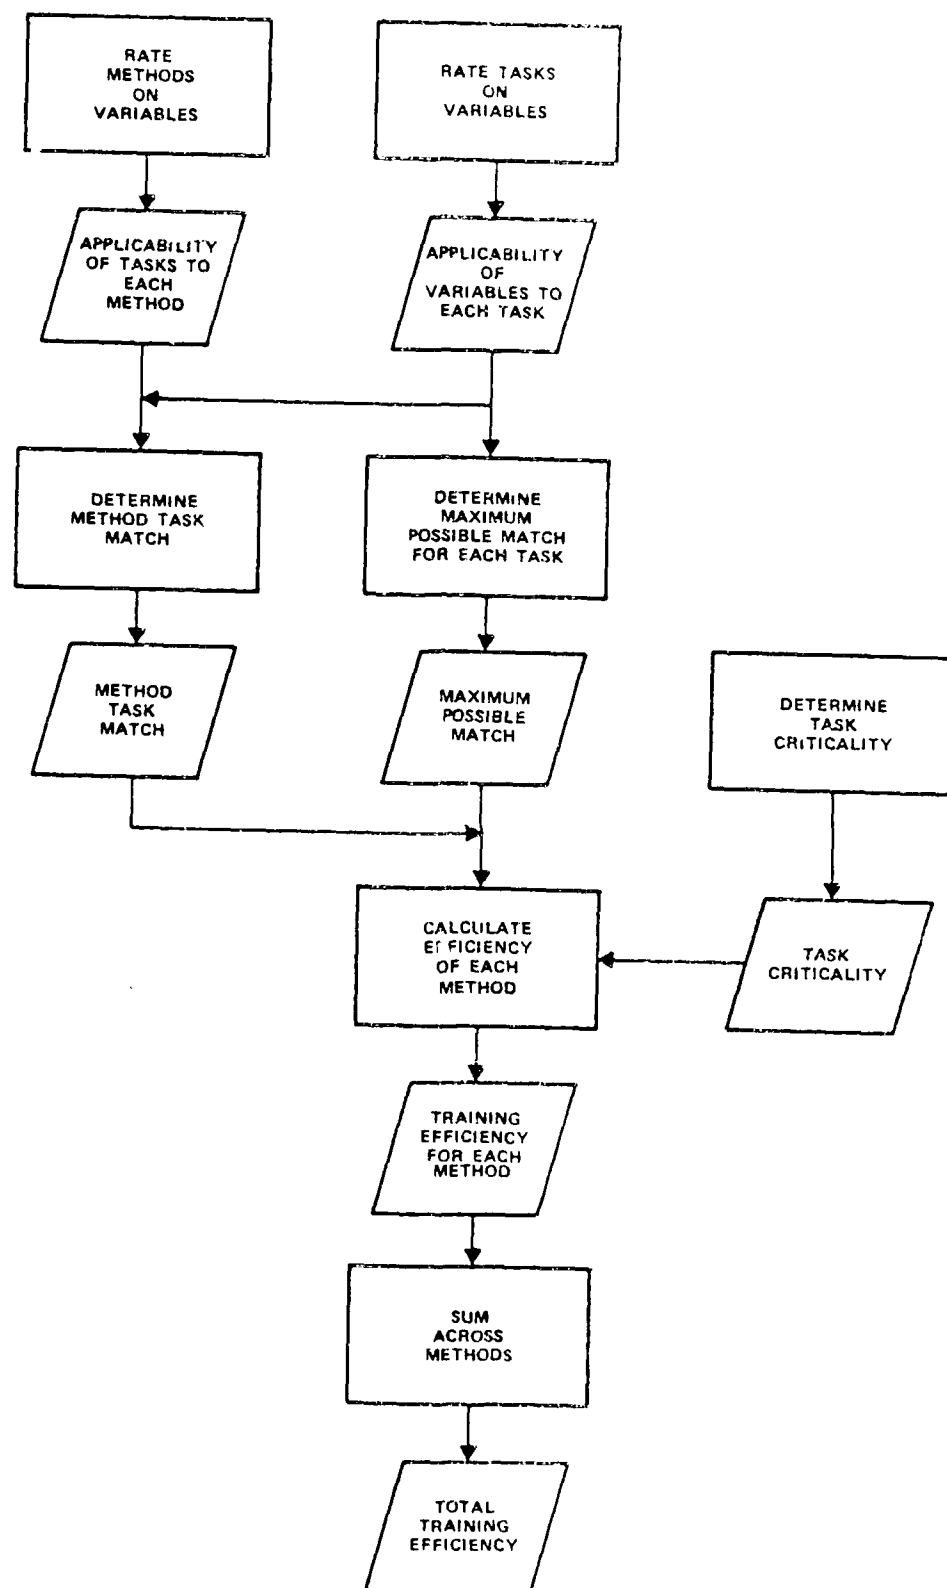 RATE
METHODS
ON
VARIABLES
RATE TASKS
ON
VARIABLES
APPLICABILITY
OF TASKS TO
EACH
METHOD
APPLICABILITY
OF
VARIABLES TO
EACH TASK
DETERMINE
METHOD TASK
MATCH
DETERMINE
MAXIMUM
POSSIBLE MATCH
FOR EACH TASK
METHOD
TASK
MATCH
MAXIMUM
POSSIBLE
MATCH
DETERMINE
TASK
CRITICALITY
CALCULATE
EFFICIENCY
OF EACH
METHOD
TASK
CRITICALITY
TRAINING
EFFICIENCY
FOR EACH
METHOD
SUM
ACROSS
METHODS
TOTAL
TRAINING
EFFICIENCY